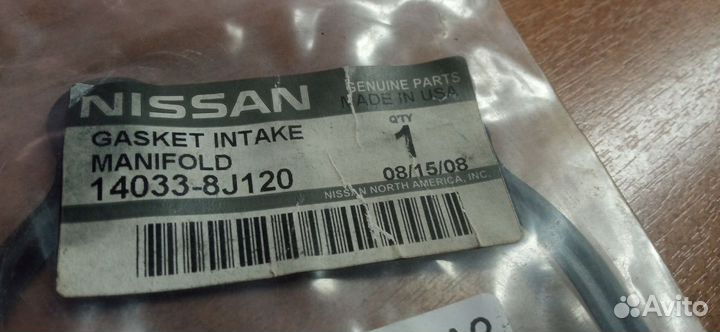 NISSAN
GENUINE PARTS
MADE IN USA
GASKET INTAKE
MANIFOLD
QTY
1
14033-8J120
08/15/08
NISSAN NORTH AMERICA, INC.
Avito